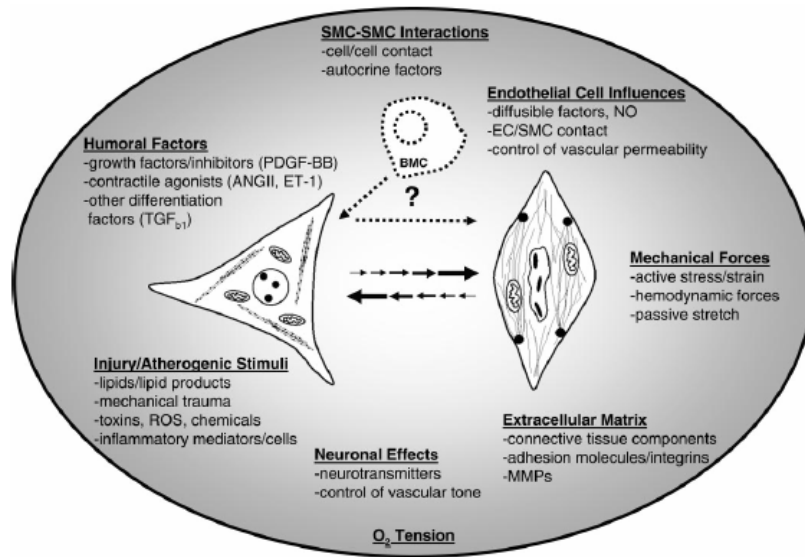 SMC-SMC Interactions
-cell/cell contact
-autocrine factors
Endothelial Cell Influences
-diffusible factors, NO
-EC/SMC contact
-control of vascular permeability
Humoral Factors
-growth factors/inhibitors (PDGF-BB)
-contractile agonists (ANGII, ET-1)
-other differentiation
factors (TGFb1)
BMC
?
Mechanical Forces
-active stress/strain
-hemodynamic forces
-passive stretch
Injury/Atherogenic Stimuli
-lipids/lipid products
-mechanical trauma
-toxins, ROS, chemicals
-inflammatory mediators/cells
Extracellular Matrix
-connective tissue components
-adhesion molecules/integrins
-MMPs
Neuronal Effects
-neurotransmitters
-control of vascular tone
O2 Tension